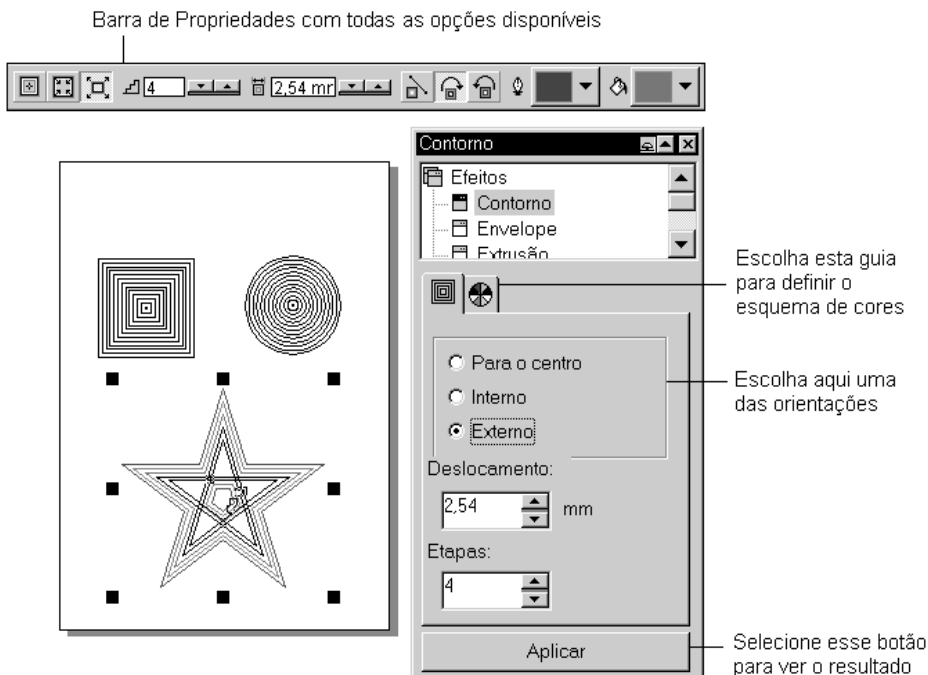 Barra de Propriedades com todas as opções disponíveis
4
2,54 mr
Contorno
Efeitos
Contorno
Envelope
Extrusão
Escolha esta guia
para definir o
esquema de cores
Para o centro
Interno
Externo
Escolha aqui uma
das orientações
Deslocamento:
2,54 mm
Etapas:
4
Aplicar
Selecione esse botão
para ver o resultado